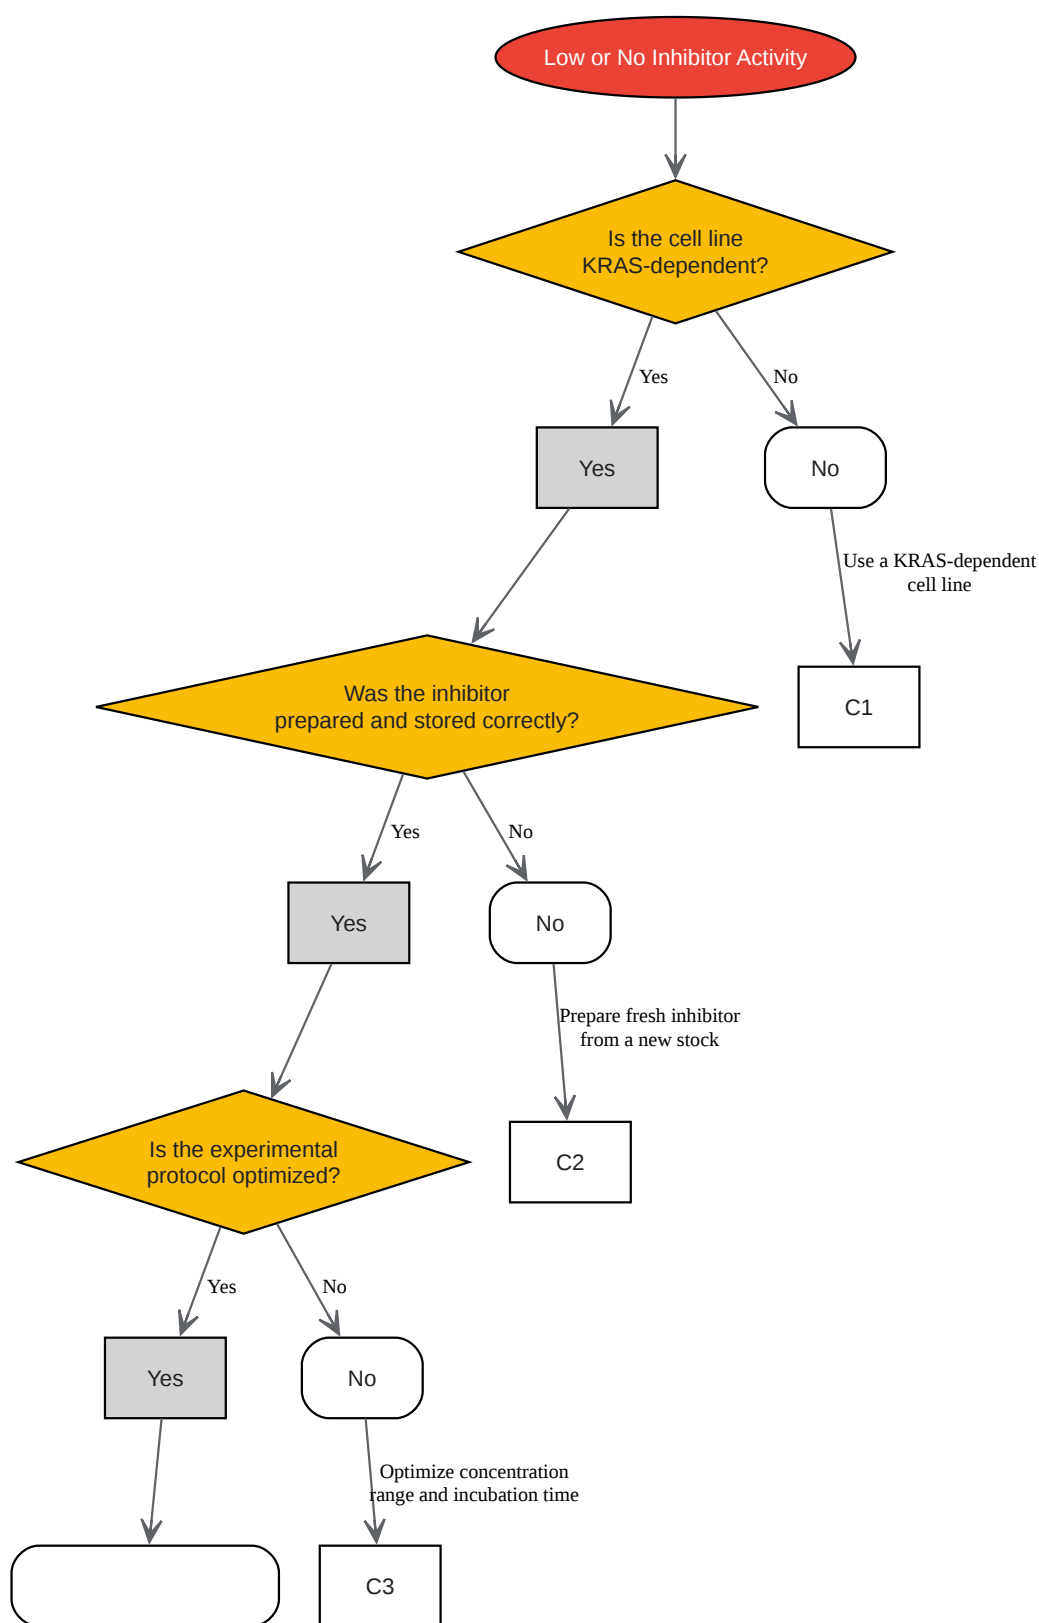 Low or No Inhibitor Activity
Is the cell line
KRAS-dependent?
Yes
No
Yes
No
Use a KRAS-dependent
cell line
Was the inhibitor
prepared and stored correctly?
C1
Yes
No
Yes
No
Prepare fresh inhibitor
from a new stock
Is the experimental
protocol optimized?
C2
Yes
No
Yes
No
Optimize concentration
range and incubation time
C3